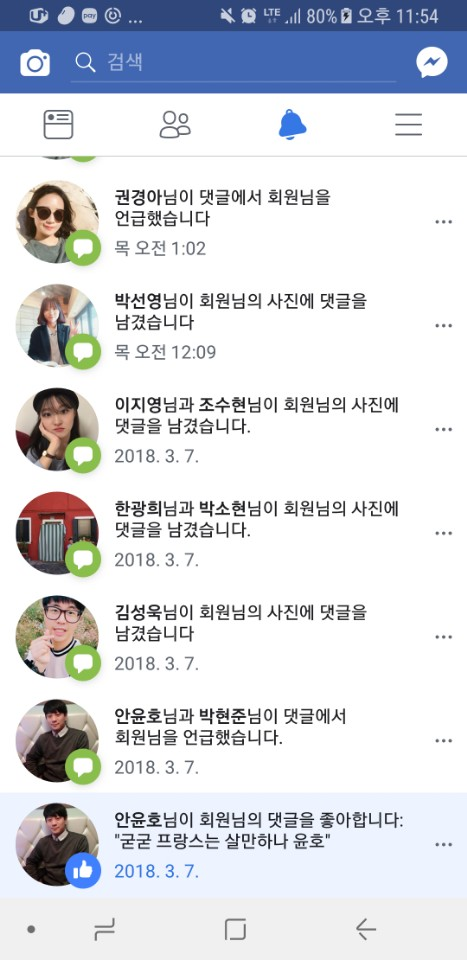 pay
...
LTE
80%
오후 11:54
검색
권경아님이 댓글에서 회원님을
언급했습니다
목 오전 1:02
박선영님이 회원님의 사진에 댓글을
남겼습니다
목 오전 12:09
이지영님과 조수현님이 회원님의 사진에
댓글을 남겼습니다.
2018. 3. 7.
한광희님과 박소현님이 회원님의 사진에
댓글을 남겼습니다.
2018. 3. 7.
김성욱님이 회원님의 사진에 댓글을
남겼습니다
2018. 3. 7.
안윤호님과 박현준님이 댓글에서
회원님을 언급했습니다.
2018. 3. 7.
안윤호님이 회원님의 댓글을 좋아합니다:
"굳굳 프랑스는 살만하나 윤호"
2018. 3. 7.